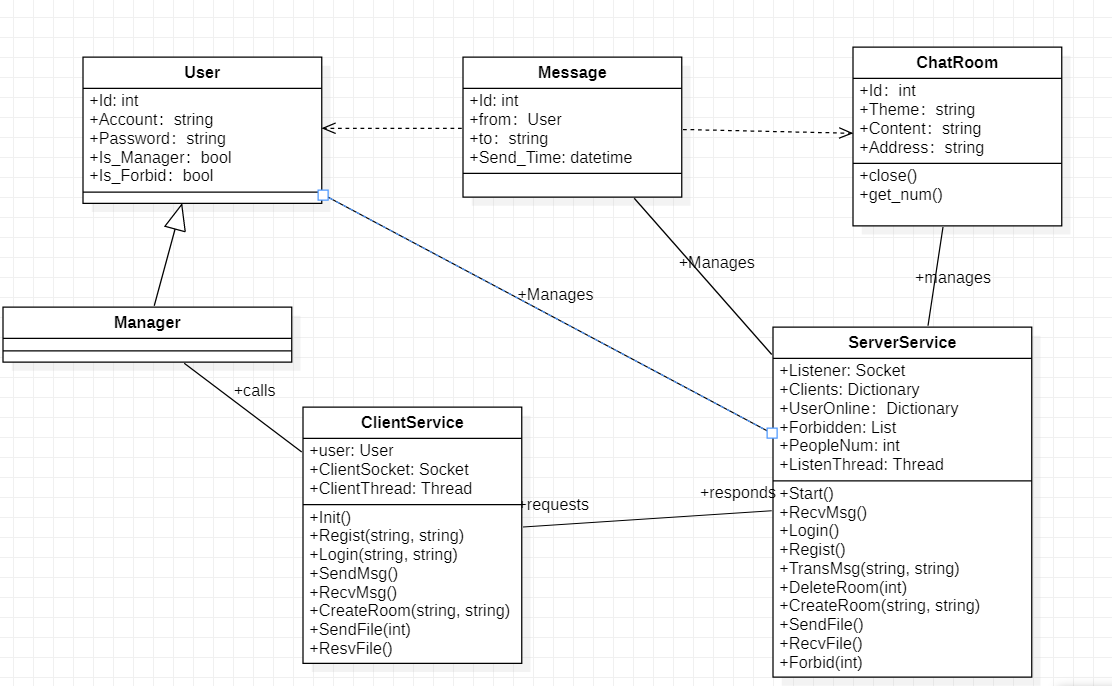 User
+Id: int
+Account: string
+Password: string
+Is_Manager: bool
+Is_Forbid: bool
Message
+Id: int
+from: User
+to: string
+Send_Time: datetime
ChatRoom
+Id: int
+Theme: string
+Content: string
+Address: string
+close()
+get_num()
+Manages
+manages
+Manages
Manager
+calls
ClientService
+user: User
+ClientSocket: Socket
+ClientThread: Thread
+Init()
+Regist(string, string)
+Login(string, string)
+SendMsg()
+RecvMsg()
+CreateRoom(string, string)
+SendFile(int)
+ResvFile()
+requests
+responds
ServerService
+Listener: Socket
+Clients: Dictionary
+UserOnline: Dictionary
+Forbidden: List
+PeopleNum: int
+ListenThread: Thread
+Start()
+RecvMsg()
+Login()
+Regist()
+TransMsg(string, string)
+DeleteRoom(int)
+CreateRoom(string, string)
+SendFile()
+RecvFile()
+Forbid(int)